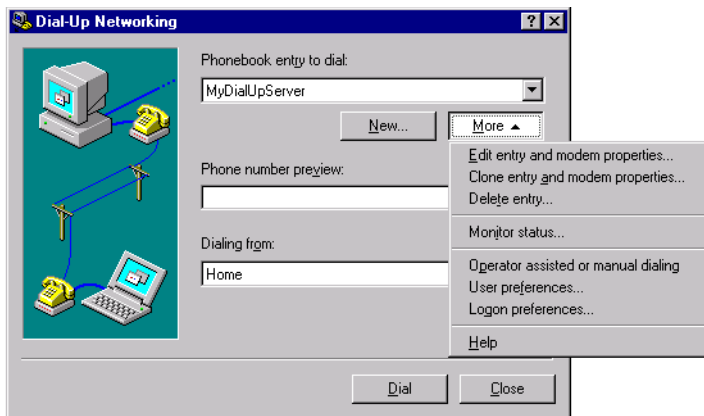 Dial-Up Networking
Phonebook entry to dial:
MyDialUpServer
New...
More
Edit entry and modem properties...
Clone entry and modem properties...
Delete entry...
Monitor status...
Operator assisted or manual dialing
User preferences...
Logon preferences...
Help
Phone number preview:
Dialing from:
Home
Dial
Close